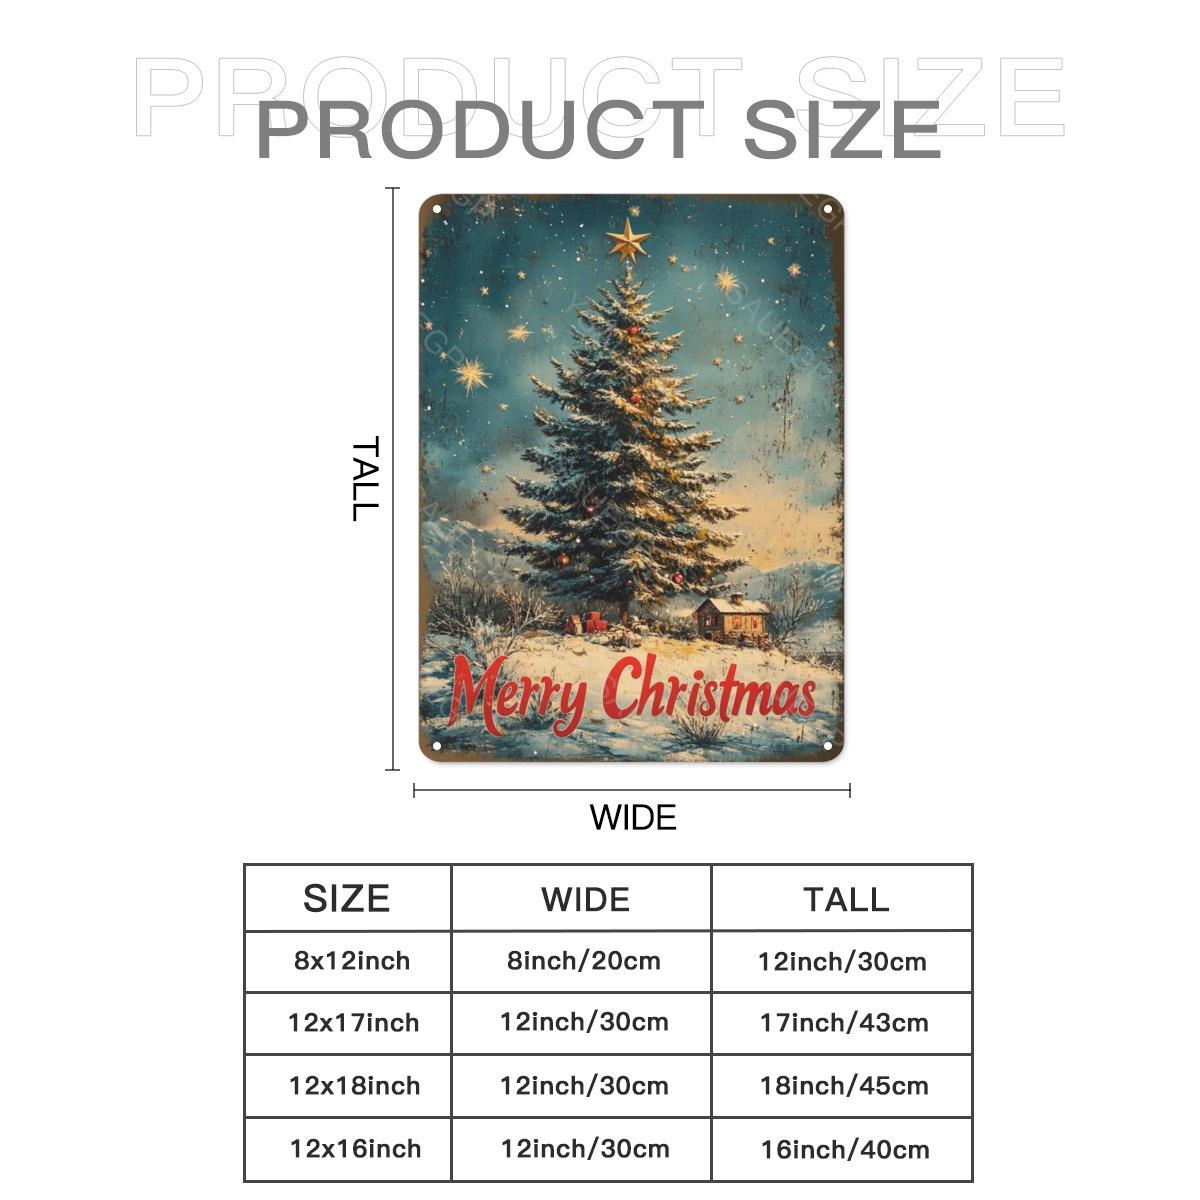 PRODUCT SIZE
PRODUCT SIZE
TALL
Merry Christmas
WIDE
SIZE WIDE TALL
8x12inch 8inch/20cm 12inch/30cm
12x17inch 12inch/30cm 17inch/43cm
12x18inch 12inch/30cm 18inch/45cm
12x16inch 12inch/30cm 16inch/40cm